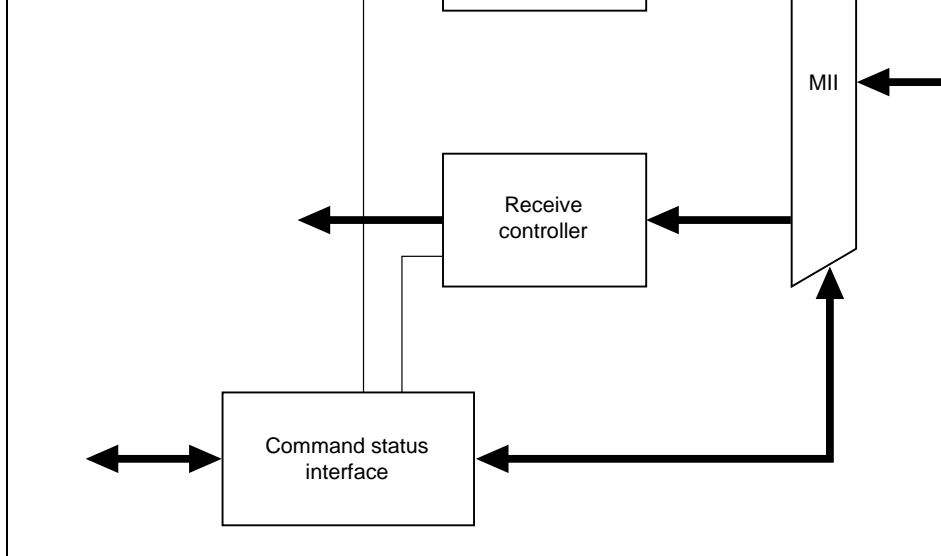 MII
Receive
controller
Command status
interface